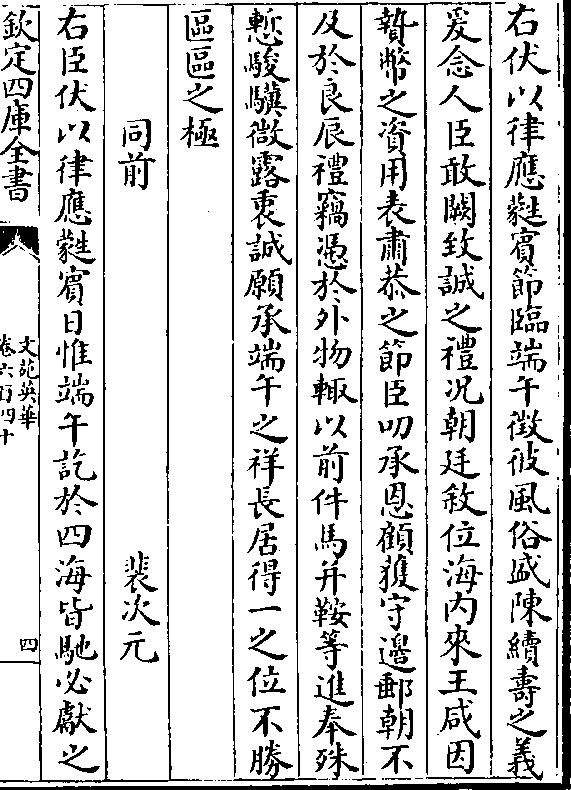 右伏以律應蕤賓節臨端午徴彼風俗盛陳續壽之義
爰念人臣敢闕致誠之禮况朝廷敘位海内來王咸因
贄幣之資用表肅恭之節臣叨承恩顧獲守邊郵朝不
及於良辰禮竊憑於外物輙以前件馬并鞍等進奉殊
慙駿驥微露衷誠願承端午之祥長居得一之位不勝
區區之極
同前 裴次元
右臣伏以律應蕤賓日惟端午訖於四海皆馳必獻之
欽定四庫全書
文苑英華
卷六百四十
四